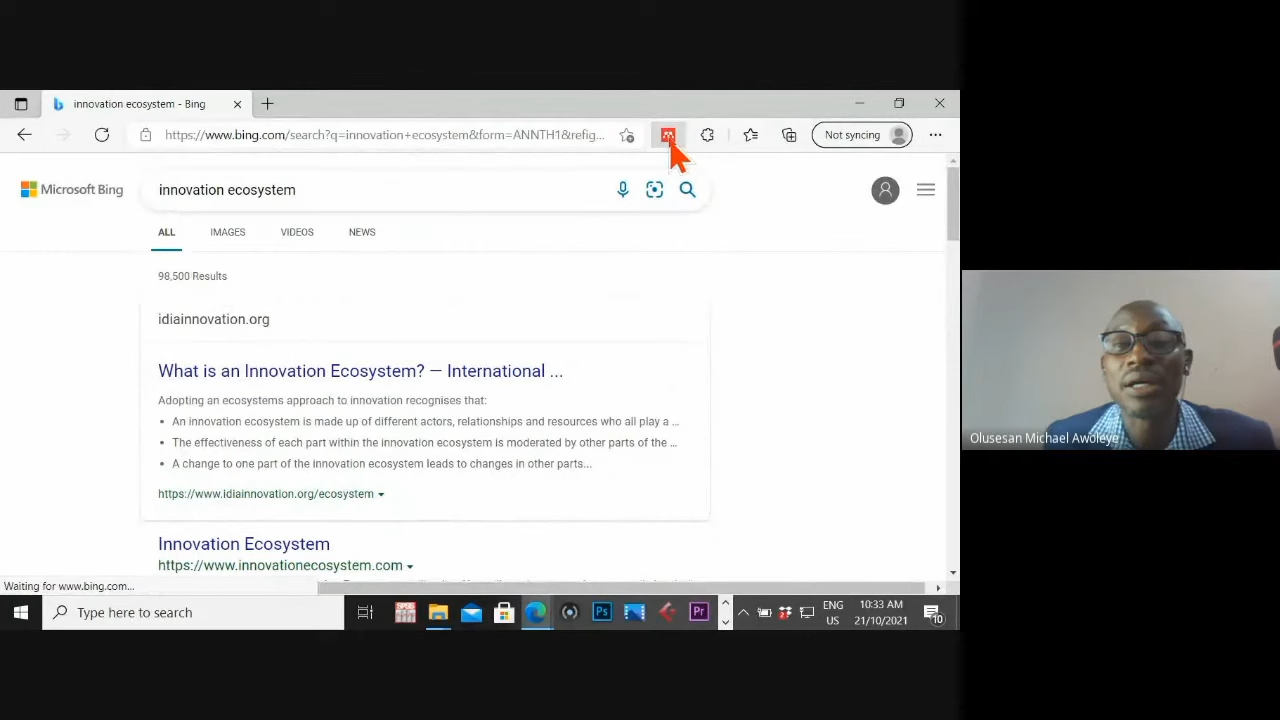 innovation ecosystem - Bing
https://www.bing.com/search?q=innovation+ecosystem&form=ANNTH1&refig...
Not syncing
Microsoft Bing
innovation ecosystem
ALL IMAGES VIDEOS NEWS
98,500 Results
idiainnovation.org
What is an Innovation Ecosystem? — International ...
Adopting an ecosystems approach to innovation recognises that:
• An innovation ecosystem is made up of different actors, relationships and resources who all play a ...
• The effectiveness of each part within the innovation ecosystem is moderated by other parts of the ...
• A change to one part of the innovation ecosystem leads to changes in other parts...
https://www.idiainnovation.org/ecosystem
Innovation Ecosystem
https://www.innovationecosystem.com
Waiting for www.bing.com...
Type here to search
Ps
Pr
ENG
US
10:33 AM
21/10/2021
10
Olusesan Michael Awoleye